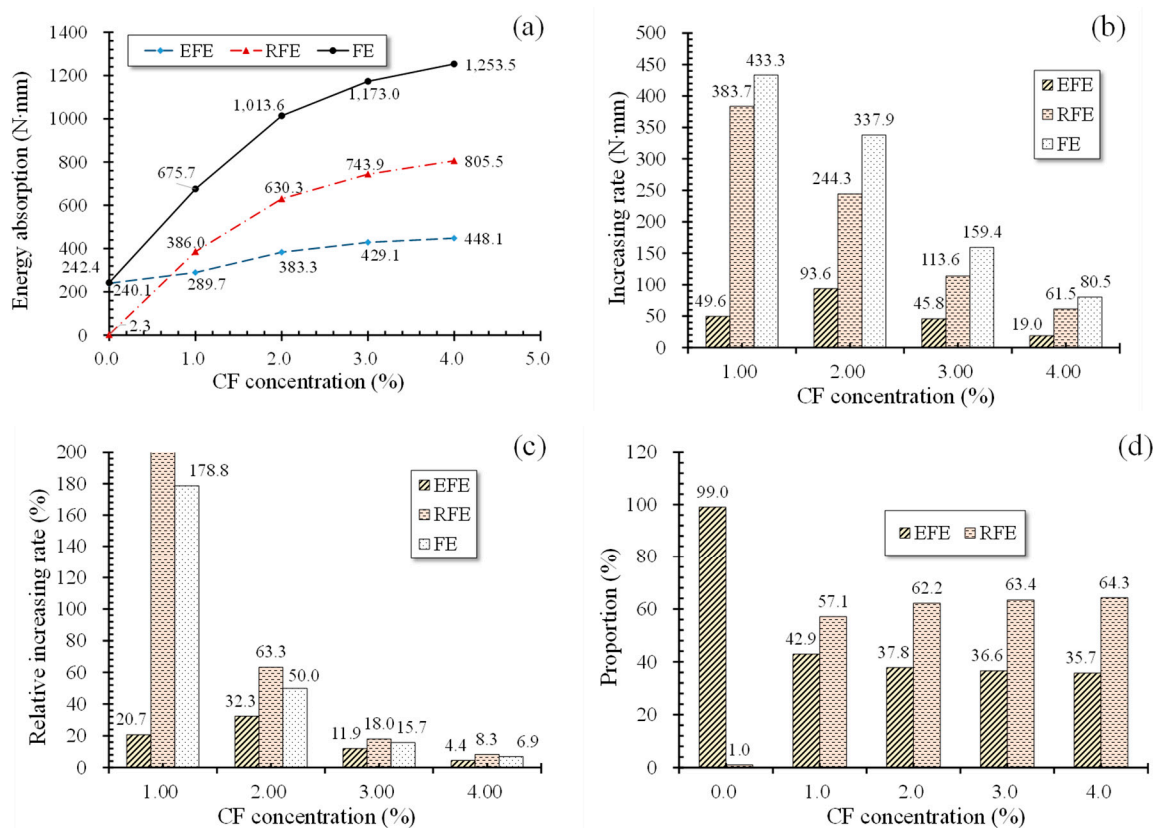 (a)
EFE RFE FE
Energy absorption (N·mm)
1400
1200
1000
800
600
400
200
0
242.4
675.7
1,013.6
1,173.0
1,253.5
2.3
386.0
630.3
743.9
805.5
240.1
289.7
383.3
429.1
448.1
0.0 1.0 2.0 3.0 4.0 5.0
CF concentration (%)
(b)
EFE
RFE
FE
Increasing rate (N·mm)
500
450
400
350
300
250
200
150
100
50
0
49.6 383.7 433.3
93.6 244.3 337.9
45.8 113.6 159.4
19.0 61.5 80.5
1.00 2.00 3.00 4.00
CF concentration (%)
(c)
EFE
RFE
FE
Relative increasing rate (%)
200
180
160
140
120
100
80
60
40
20
0
20.7 178.8
32.3 63.3 50.0
11.9 18.0 15.7
4.4 8.3 6.9
1.00 2.00 3.00 4.00
CF concentration (%)
(d)
EFE RFE
Proportion (%)
120
100
80
60
40
20
0
99.0 1.0
42.9 57.1
37.8 62.2
36.6 63.4
35.7 64.3
0.0 1.0 2.0 3.0 4.0
CF concentration (%)